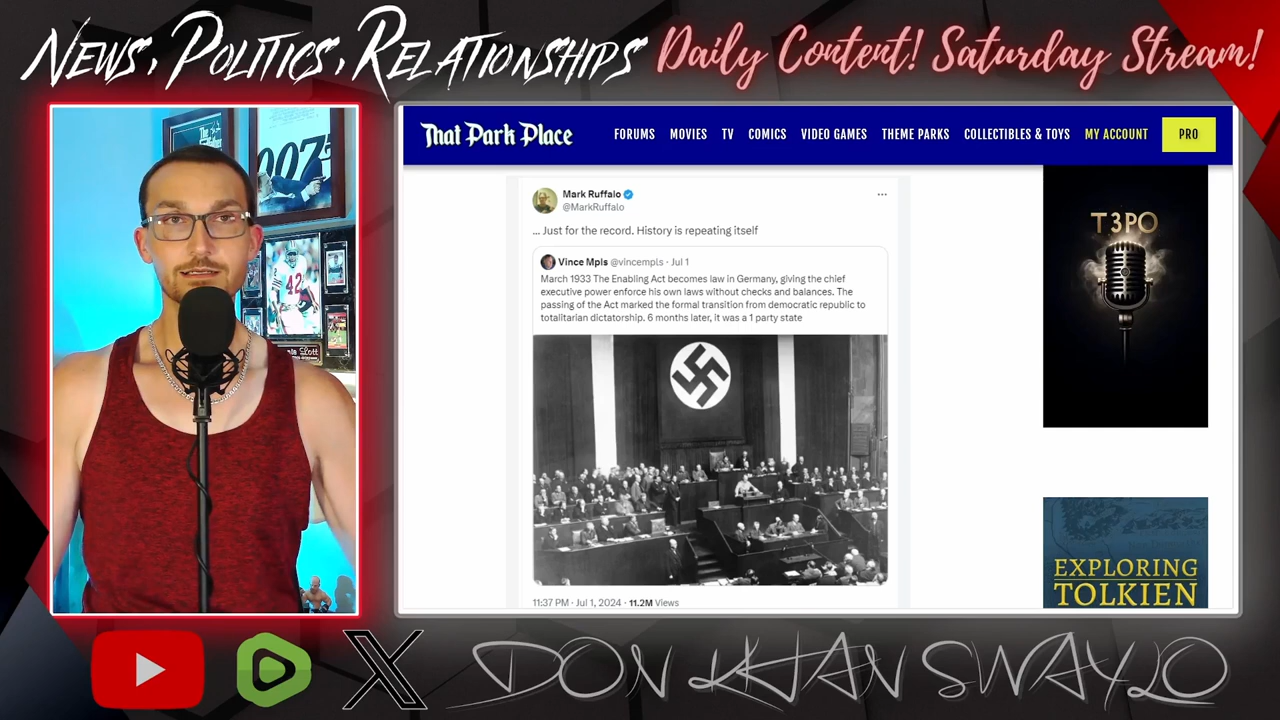 NEWS, POLITICS, RELATIONSHIPS Daily Content! Saturday Stream!
The
007
42
That Park Place
FORUMS MOVIES TV COMICS VIDEO GAMES THEME PARKS COLLECTIBLES & TOYS MY ACCOUNT PRO
Mark Ruffalo
@MarkRuffalo
... Just for the record. History is repeating itself
Vince Mpls @vincempls · Jul 1
March 1933 The Enabling Act becomes law in Germany, giving the chief
executive power enforce his own laws without checks and balances. The
passing of the Act marked the formal transition from democratic republic to
totalitarian dictatorship. 6 months later, it was a 1 party state
11:37 PM · Jul 1, 2024 · 11.2M Views
T3PO
EXPLORING
TOLKIEN
Lott
X DON KHAN SWAYLO